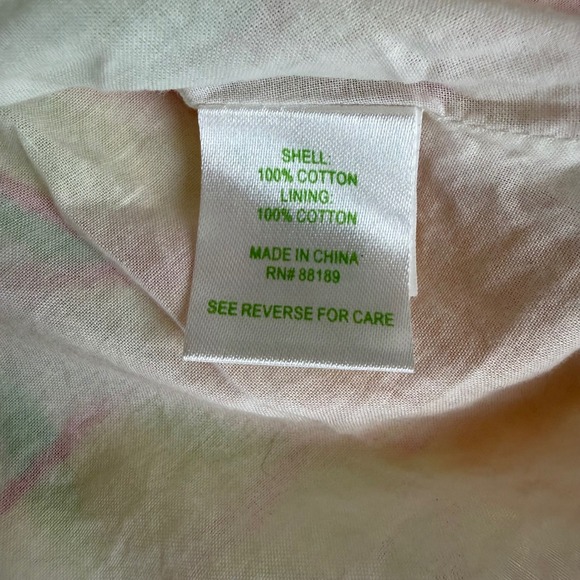 SHELL:
100% COTTON
LINING:
100% COTTON
MADE IN CHINA
RN# 88189
SEE REVERSE FOR CARE